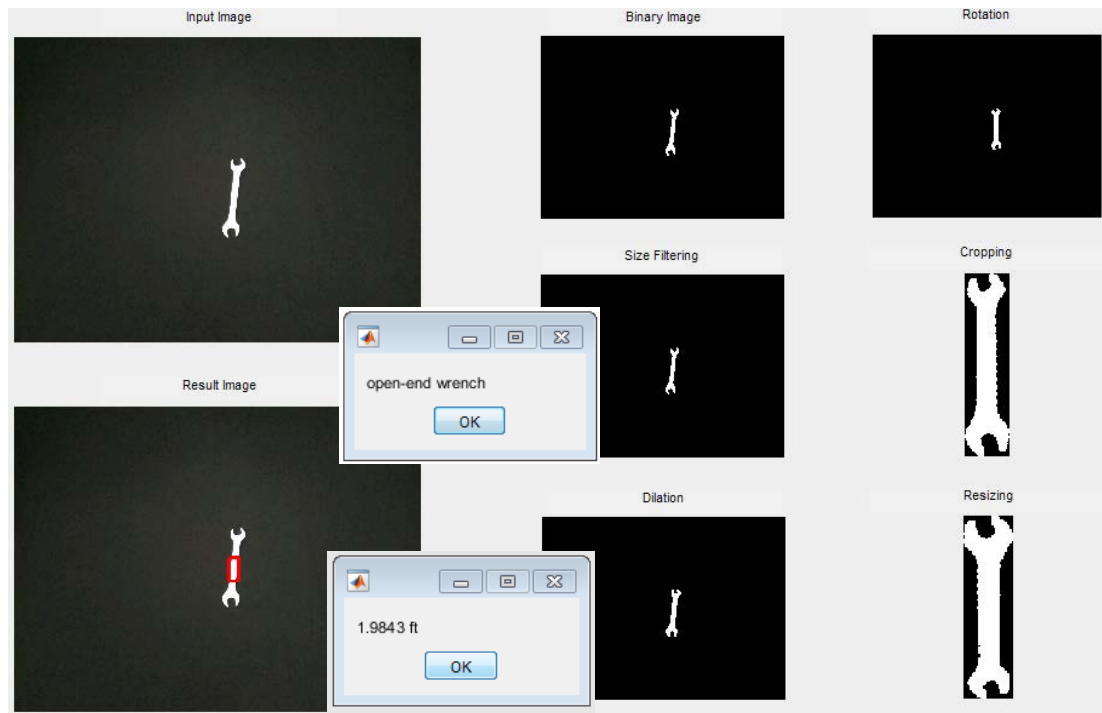 Input Image
Binary Image
Rotation
Size Filtering
Cropping
open-end wrench
OK
Result Image
Dilation
Resizing
1.9843 ft
OK